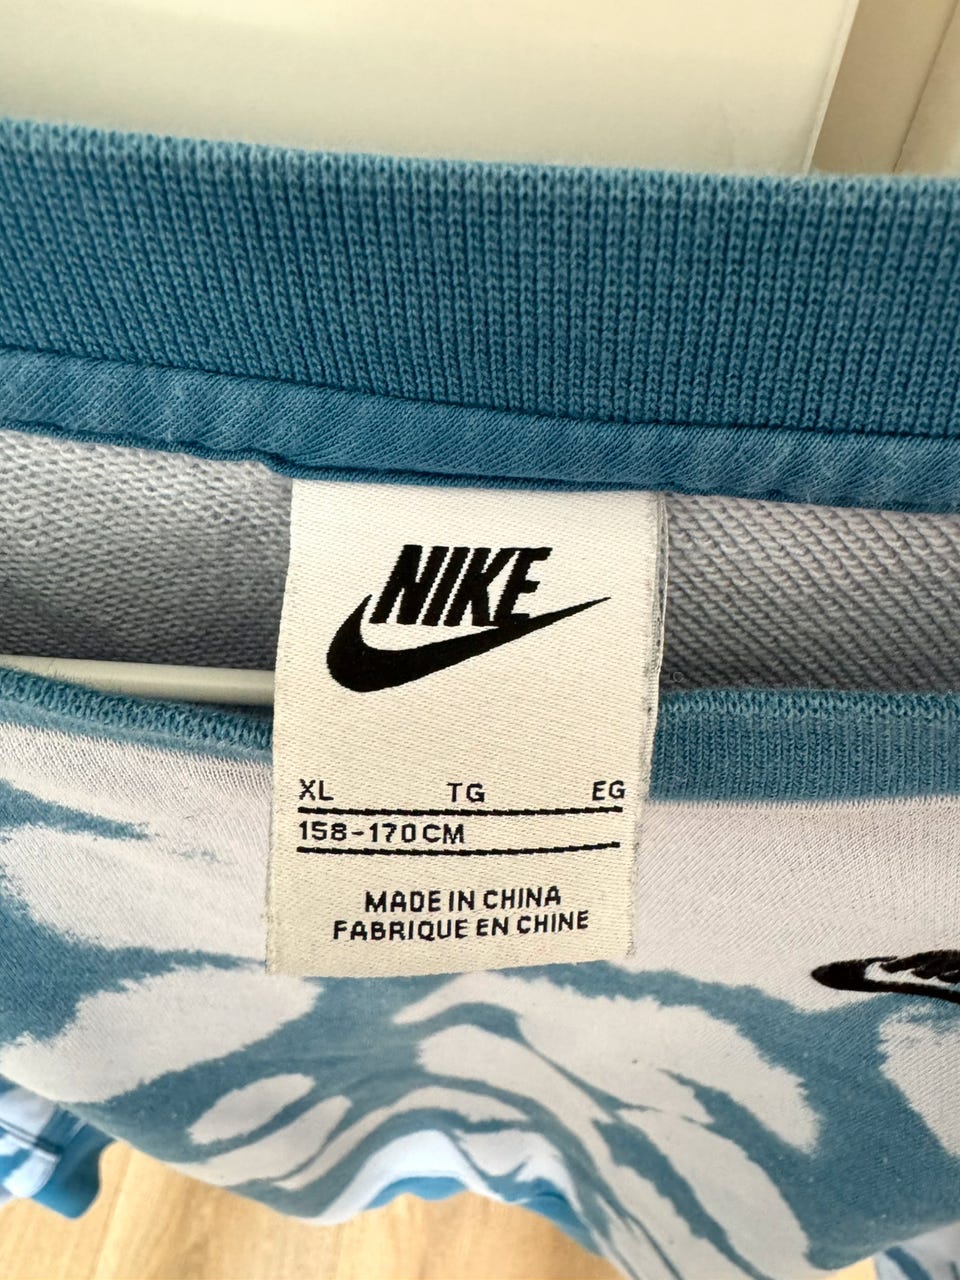 NIKE
XL TG EG
158-170CM
MADE IN CHINA
FABRIQUE EN CHINE